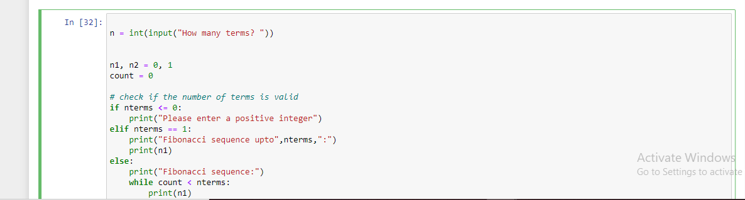 In [32]:
n = int(input("How many terms? "))
n1, n2 = 0, 1
count = 0
# check if the number of terms is valid
if nterms <= 0:
    print("Please enter a positive integer")
elif nterms == 1:
    print("Fibonacci sequence upto",nterms,":")
    print(n1)
else:
    print("Fibonacci sequence:")
    while count < nterms:
        print(n1)
Activate Windows
Go to Settings to activate